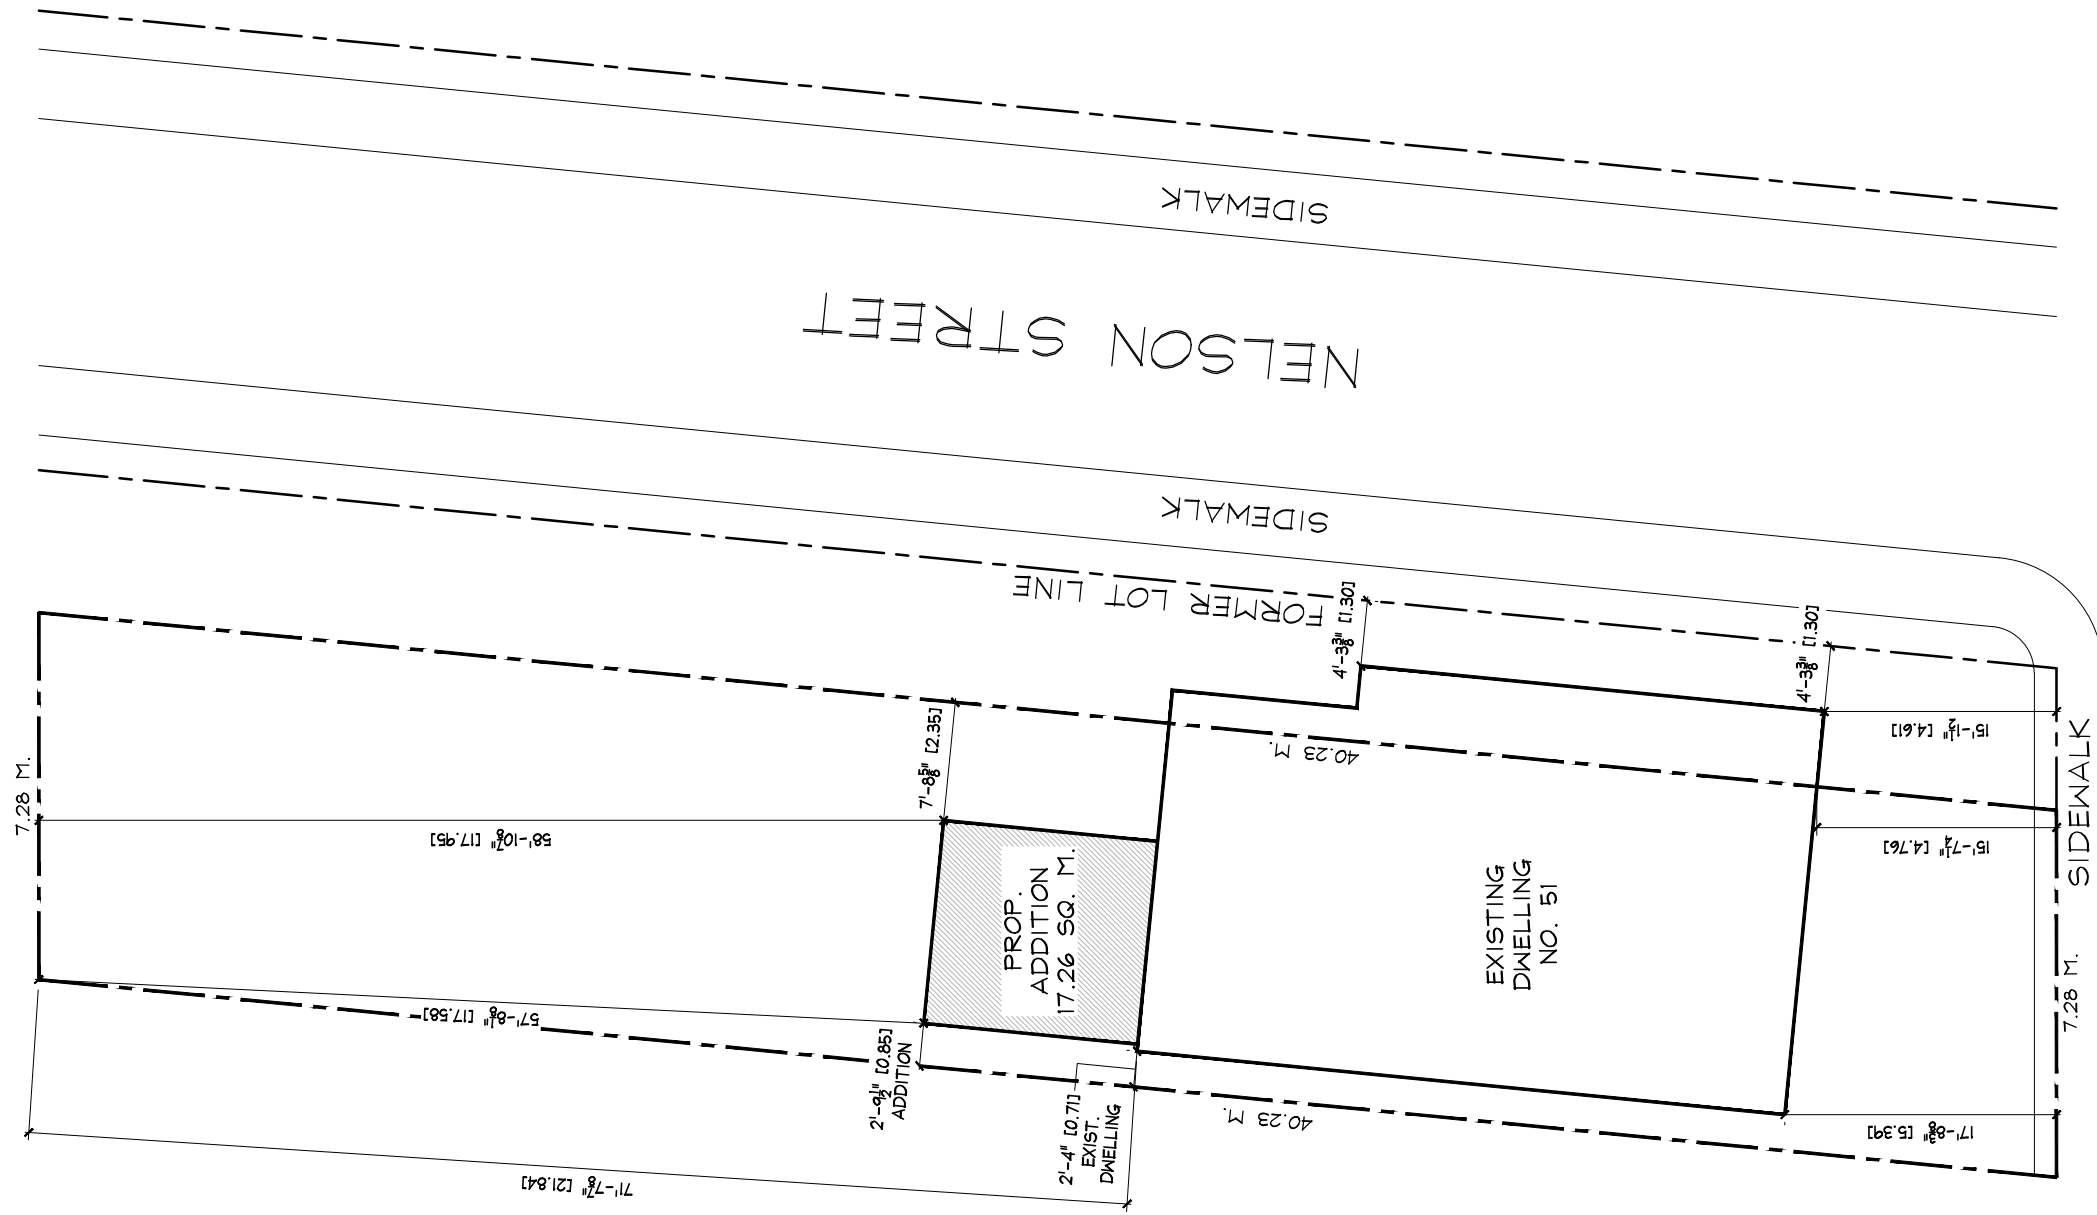 SIDEWALK
NELSON STREET
SIDEWALK
FORMER LOT LINE
4'-3⅜" [1.30]
4'-3⅜" [1.30]
7.28 M.
7'-8⅝" [2.35]
40.23 M.
15'-1½" [4.61]
SIDEWALK
58'-10⅞" [17.95]
15'-7¼" [4.76]
PROP.
ADDITION
17.26 SQ. M.
EXISTING
DWELLING
NO. 51
7.28 M.
57'-8⅛" [17.58]
2'-9½" [0.85]
ADDITION
2'-4" [0.71]
EXIST.
DWELLING
40.23 M.
17'-8⅜" [5.39]
71'-7⅞" [21.84]